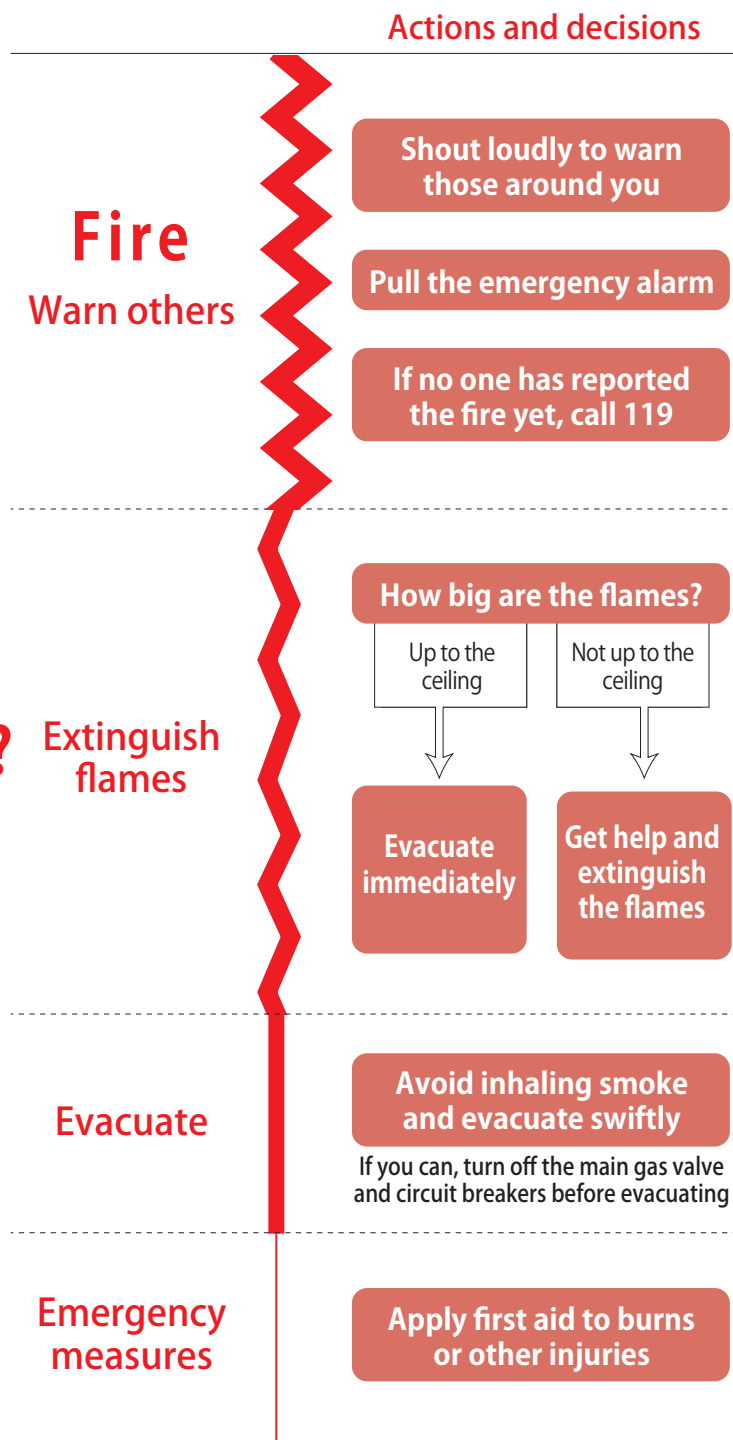 Actions and decisions
Fire
Warn others
Shout loudly to warn
those around you
Pull the emergency alarm
If no one has reported
the fire yet, call 119
?
Extinguish
flames
How big are the flames?
Up to the
ceiling
Not up to the
ceiling
Evacuate
immediately
Get help and
extinguish
the flames
Evacuate
Avoid inhaling smoke
and evacuate swiftly
If you can, turn off the main gas valve
and circuit breakers before evacuating
Emergency
measures
Apply first aid to burns
or other injuries